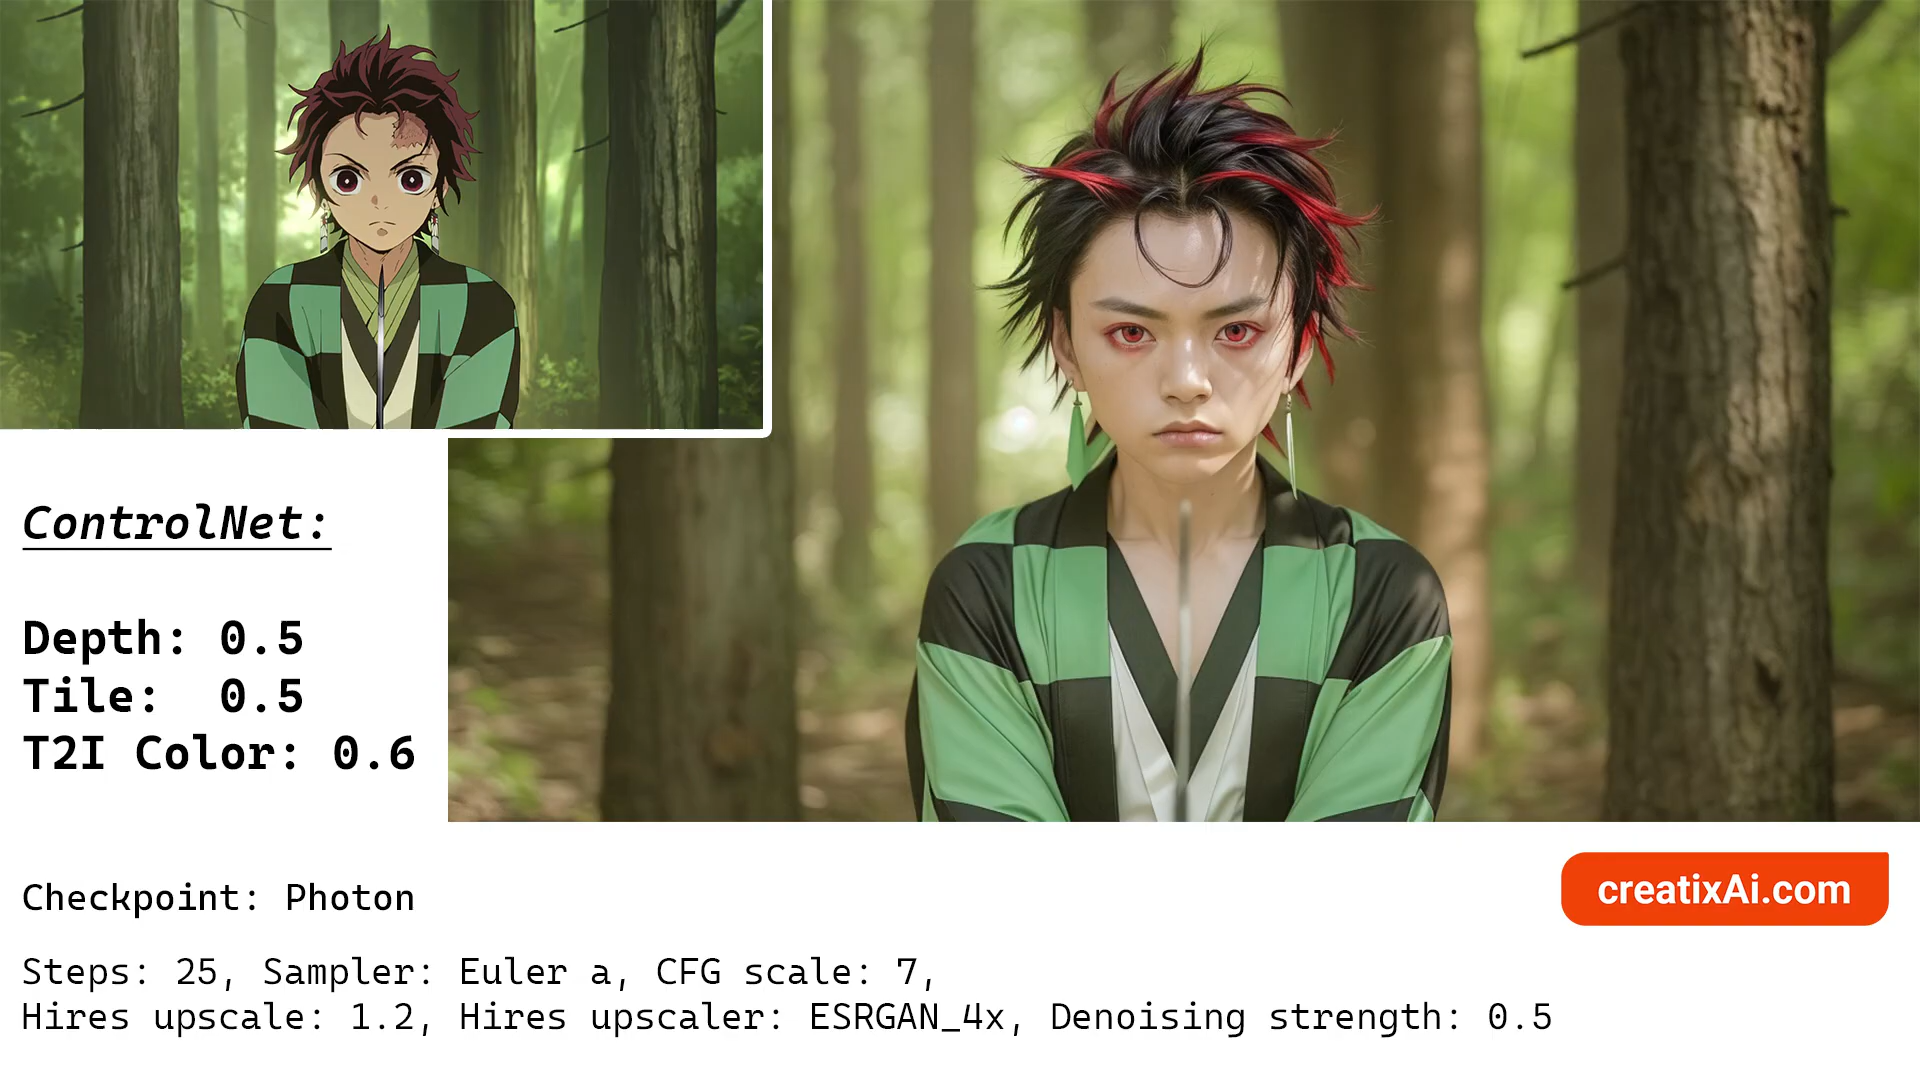 ControlNet:
Depth: 0.5
Tile: 0.5
T2I Color: 0.6
Checkpoint: Photon
creatixAi.com
Steps: 25, Sampler: Euler a, CFG scale: 7,
Hires upscale: 1.2, Hires upscaler: ESRGAN_4x, Denoising strength: 0.5